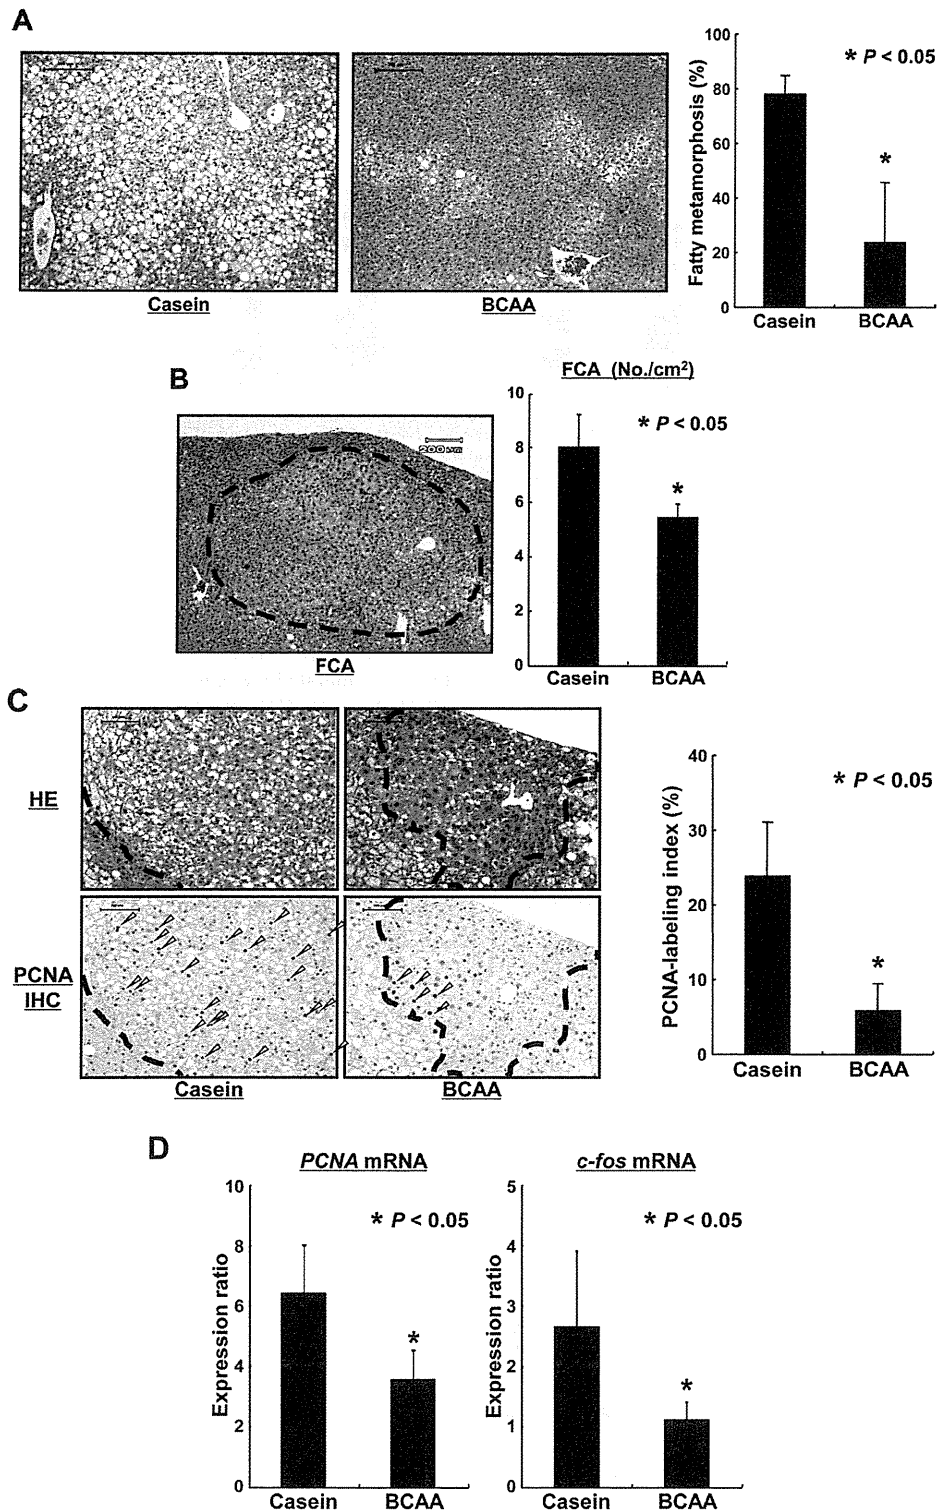 A
Casein
BCAA
Fatty metamorphosis (%)
100
80
60
40
20
0
* P < 0.05
*
Casein
BCAA
B
200 μm
FCA
FCA (No./cm²)
10
8
6
4
2
0
* P < 0.05
*
Casein
BCAA
C
HE
PCNA
IHC
Casein
BCAA
PCNA-labeling index (%)
40
30
20
10
0
* P < 0.05
*
Casein
BCAA
D
PCNA mRNA
Expression ratio
10
8
6
4
2
0
* P < 0.05
*
Casein
BCAA
c-fos mRNA
Expression ratio
5
4
3
2
1
0
* P < 0.05
*
Casein
BCAA